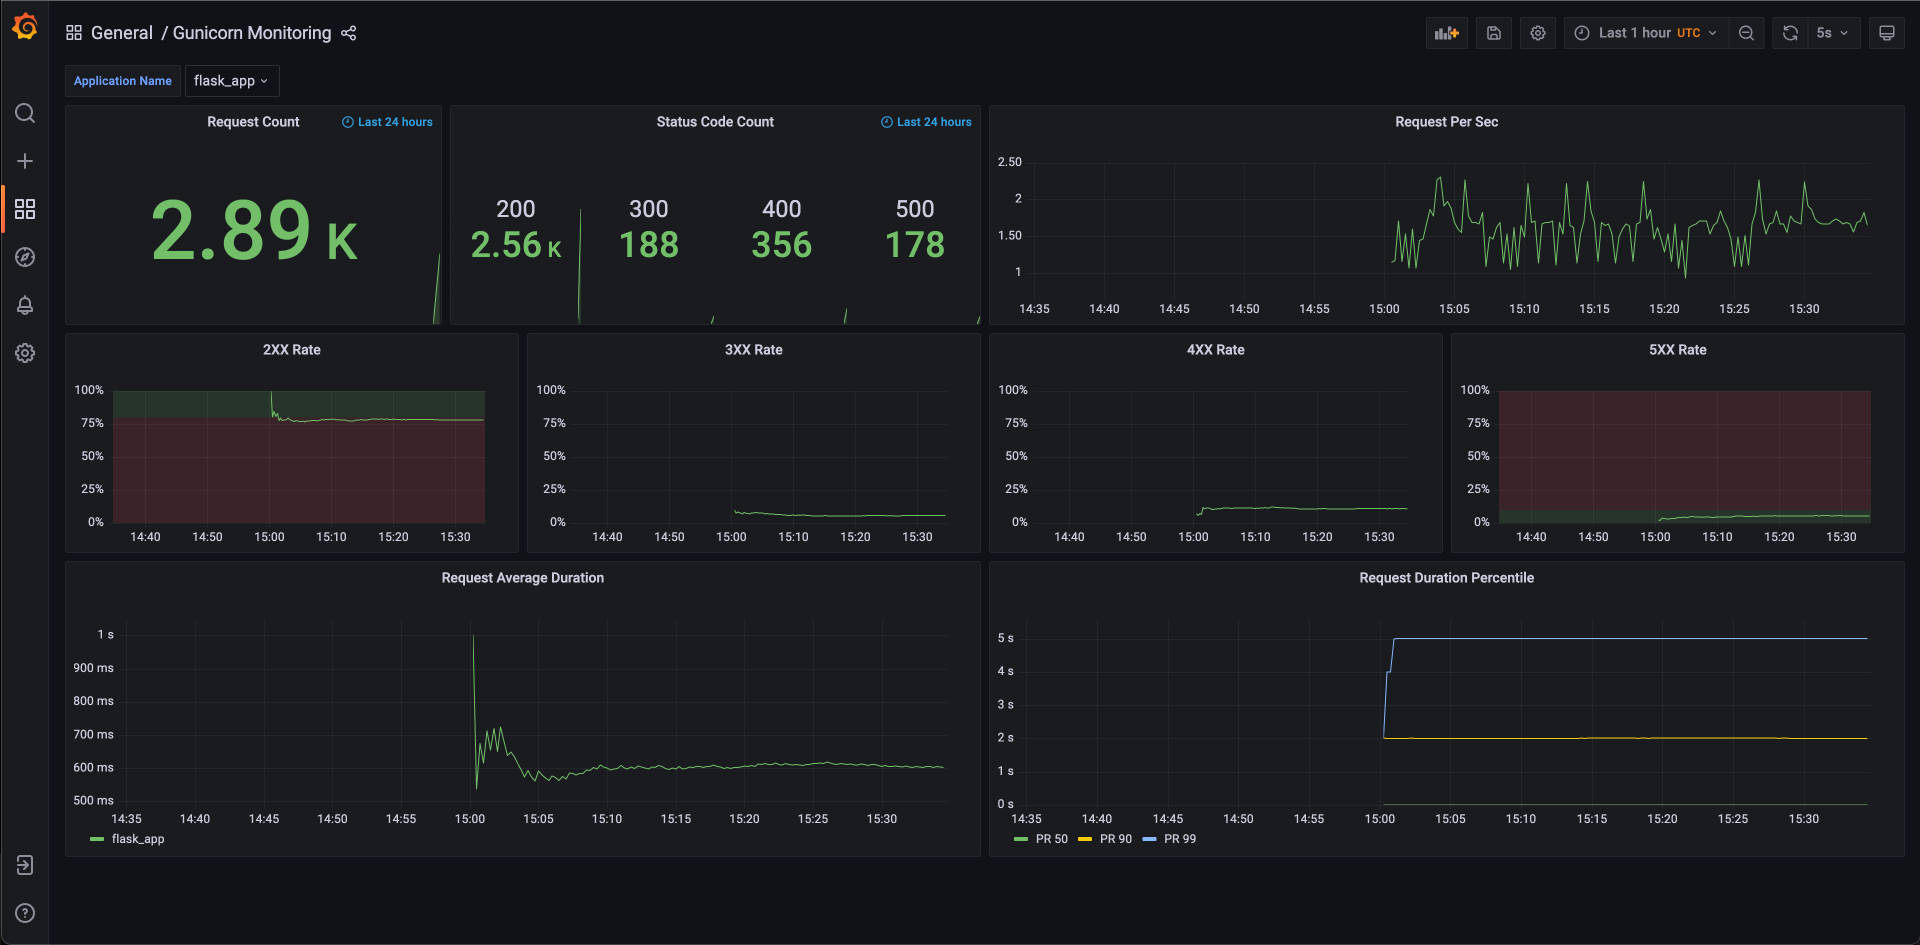 General / Gunicorn Monitoring
Last 1 hour UTC
5s
Application Name
flask_app
Request Count
Last 24 hours
2.89 K
Status Code Count
Last 24 hours
200 300 400 500
2.56 K 188 356 178
Request Per Sec
2.50
2
1.50
1
14:35 14:40 14:45 14:50 14:55 15:00 15:05 15:10 15:15 15:20 15:25 15:30
2XX Rate
100%
75%
50%
25%
0%
14:40 14:50 15:00 15:10 15:20 15:30
3XX Rate
100%
75%
50%
25%
0%
14:40 14:50 15:00 15:10 15:20 15:30
4XX Rate
100%
75%
50%
25%
0%
14:40 14:50 15:00 15:10 15:20 15:30
5XX Rate
100%
75%
50%
25%
0%
14:40 14:50 15:00 15:10 15:20 15:30
Request Average Duration
1 s
900 ms
800 ms
700 ms
600 ms
500 ms
14:35 14:40 14:45 14:50 14:55 15:00 15:05 15:10 15:15 15:20 15:25 15:30
flask_app
Request Duration Percentile
5 s
4 s
3 s
2 s
1 s
0 s
14:35 14:40 14:45 14:50 14:55 15:00 15:05 15:10 15:15 15:20 15:25 15:30
PR 50 PR 90 PR 99